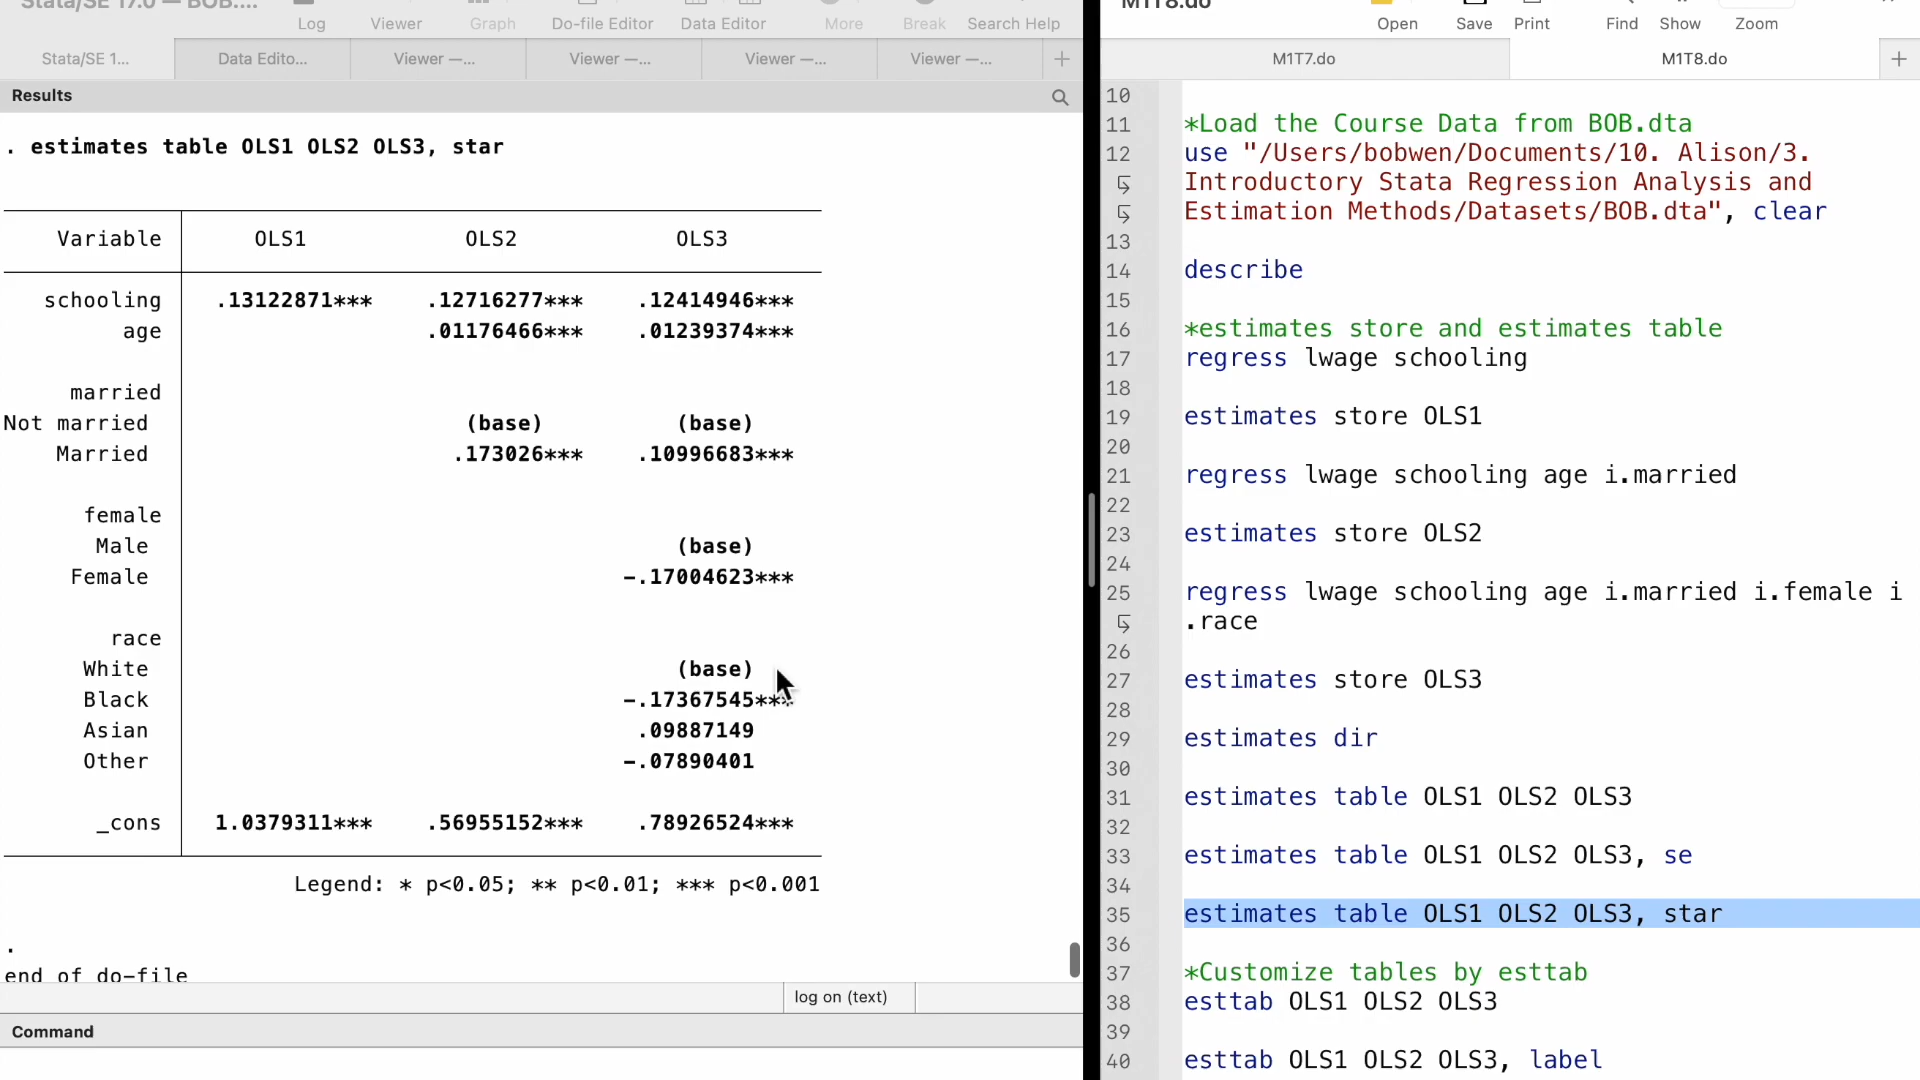 Stata/SE 17.0 — BOB....
Log Viewer Graph Do-file Editor Data Editor More Break Search Help
Stata/SE 1... Data Edito... Viewer —... Viewer —... Viewer —... Viewer —... +
Results
. estimates table OLS1 OLS2 OLS3, star
Variable OLS1 OLS2 OLS3
schooling .13122871*** .12716277*** .12414946***
age .01176466*** .01239374***
married
Not married (base) (base)
Married .173026*** .10996683***
female
Male (base)
Female -.17004623***
race
White (base)
Black -.17367545***
Asian .09887149
Other -.07890401
_cons 1.0379311*** .56955152*** .78926524***
Legend: * p<0.05; ** p<0.01; *** p<0.001
.
end of do-file
log on (text)
Command
M1T8.do
Open Save Print Find Show Zoom
M1T7.do M1T8.do +
10
11 *Load the Course Data from BOB.dta
12 use "/Users/bobwen/Documents/10. Alison/3.
Introductory Stata Regression Analysis and
Estimation Methods/Datasets/BOB.dta", clear
13
14 describe
15
16 *estimates store and estimates table
17 regress lwage schooling
18
19 estimates store OLS1
20
21 regress lwage schooling age i.married
22
23 estimates store OLS2
24
25 regress lwage schooling age i.married i.female i
.race
26
27 estimates store OLS3
28
29 estimates dir
30
31 estimates table OLS1 OLS2 OLS3
32
33 estimates table OLS1 OLS2 OLS3, se
34
35 estimates table OLS1 OLS2 OLS3, star
36
37 *Customize tables by esttab
38 esttab OLS1 OLS2 OLS3
39
40 esttab OLS1 OLS2 OLS3, label